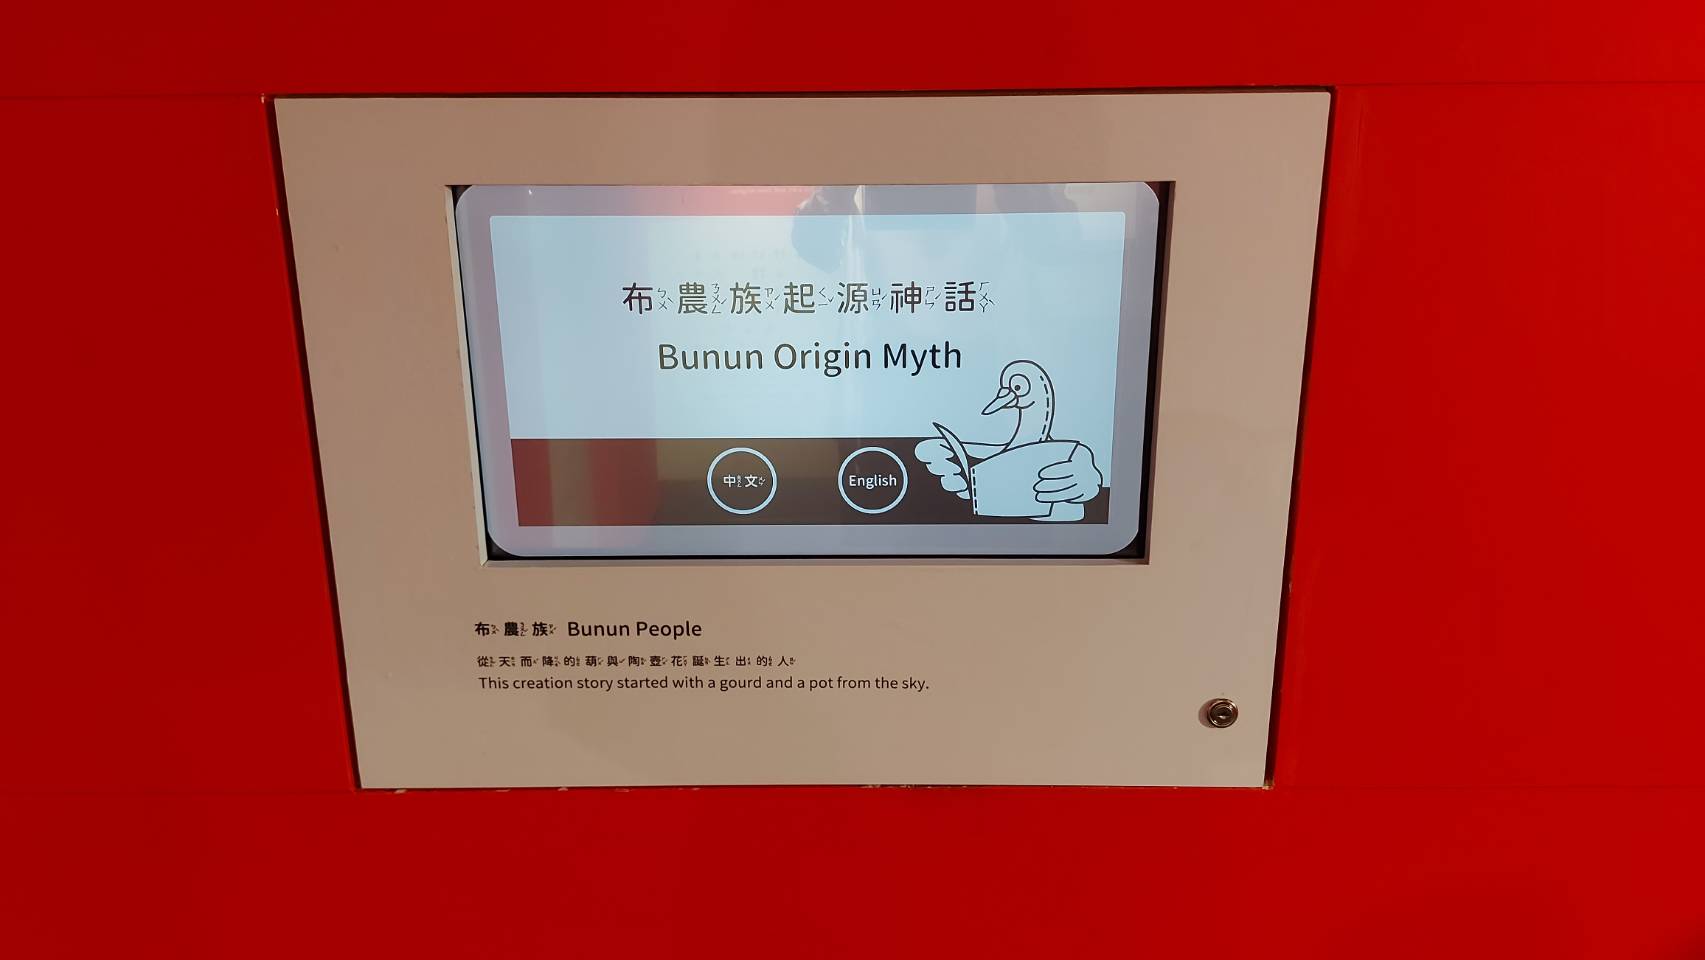 布農族起源神話
Bunun Origin Myth
中文
English
布農族 Bunun People
從天而降的葫與陶壺花誕生出的人
This creation story started with a gourd and a pot from the sky.